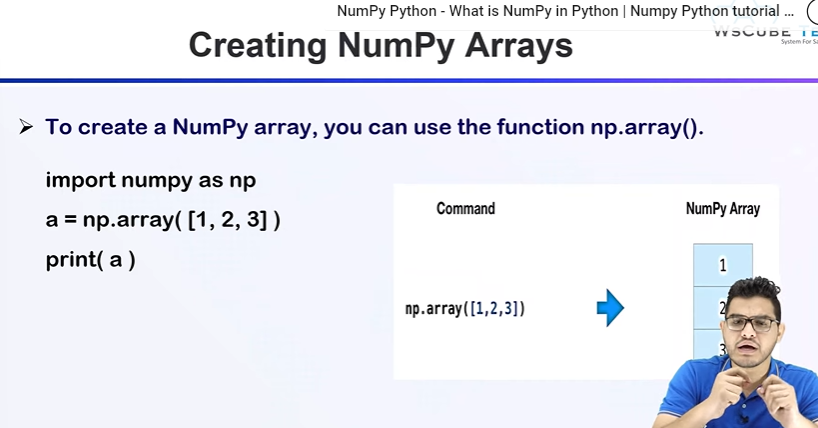 NumPy Python - What is NumPy in Python | Numpy Python tutorial ...
WSCUBE TE
System For Sa
Creating NumPy Arrays
➢ To create a NumPy array, you can use the function np.array().
import numpy as np
a = np.array( [1, 2, 3] )
print( a )
Command NumPy Array
1
np.array([1,2,3])
2
3